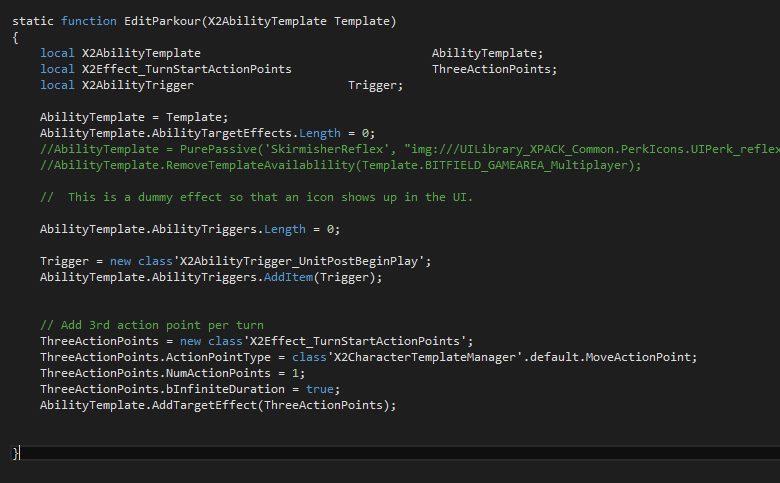 static function EditParkour(X2AbilityTemplate Template)
{
local X2AbilityTemplate AbilityTemplate;
local X2Effect_TurnStartActionPoints ThreeActionPoints;
local X2AbilityTrigger Trigger;
AbilityTemplate = Template;
AbilityTemplate.AbilityTargetEffects.Length = 0;
//AbilityTemplate = PurePassive('SkirmisherReflex', "img:///UILibrary_XPACK_Common.PerkIcons.UIPerk_reflex
//AbilityTemplate.RemoveTemplateAvailablility(Template.BITFIELD_GAMEAREA_Multiplayer);
//  This is a dummy effect so that an icon shows up in the UI.
AbilityTemplate.AbilityTriggers.Length = 0;
Trigger = new class'X2AbilityTrigger_UnitPostBeginPlay';
AbilityTemplate.AbilityTriggers.AddItem(Trigger);
// Add 3rd action point per turn
ThreeActionPoints = new class'X2Effect_TurnStartActionPoints';
ThreeActionPoints.ActionPointType = class'X2CharacterTemplateManager'.default.MoveActionPoint;
ThreeActionPoints.NumActionPoints = 1;
ThreeActionPoints.bInfiniteDuration = true;
AbilityTemplate.AddTargetEffect(ThreeActionPoints);
}